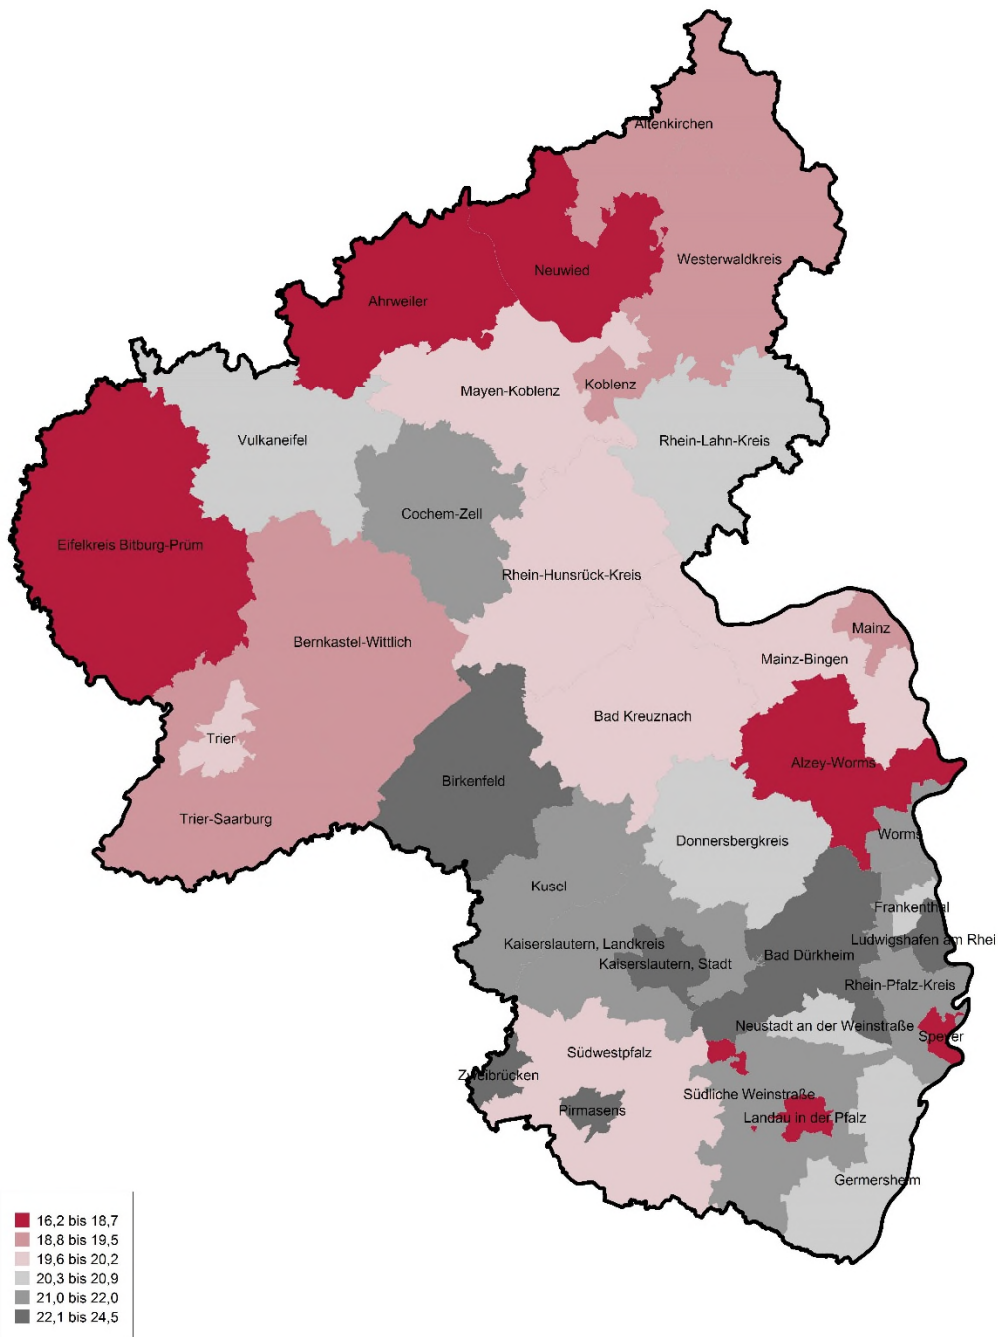 Altenkirchen
Westerwaldkreis
Neuwied
Ahrweiler
Koblenz
Mayen-Koblenz
Vulkaneifel
Rhein-Lahn-Kreis
Cochem-Zell
Eifelkreis Bitburg-Prüm
Rhein-Hunsrück-Kreis
Mainz
Bernkastel-Wittlich
Mainz-Bingen
Bad Kreuznach
Trier
Alzey-Worms
Birkenfeld
Trier-Saarburg
Worms
Donnersbergkreis
Kusel
Frankenthal
Ludwigshafen am Rhei
Kaiserslautern, Landkreis
Bad Dürkheim
Kaiserslautern, Stadt
Rhein-Pfalz-Kreis
Neustadt an der Weinstraße
Speyer
Südwestpfalz
Zweibrücken
Südliche Weinstraße
Pirmasens
Landau in der Pfalz
Germersheim
16,2 bis 18,7
18,8 bis 19,5
19,6 bis 20,2
20,3 bis 20,9
21,0 bis 22,0
22,1 bis 24,5